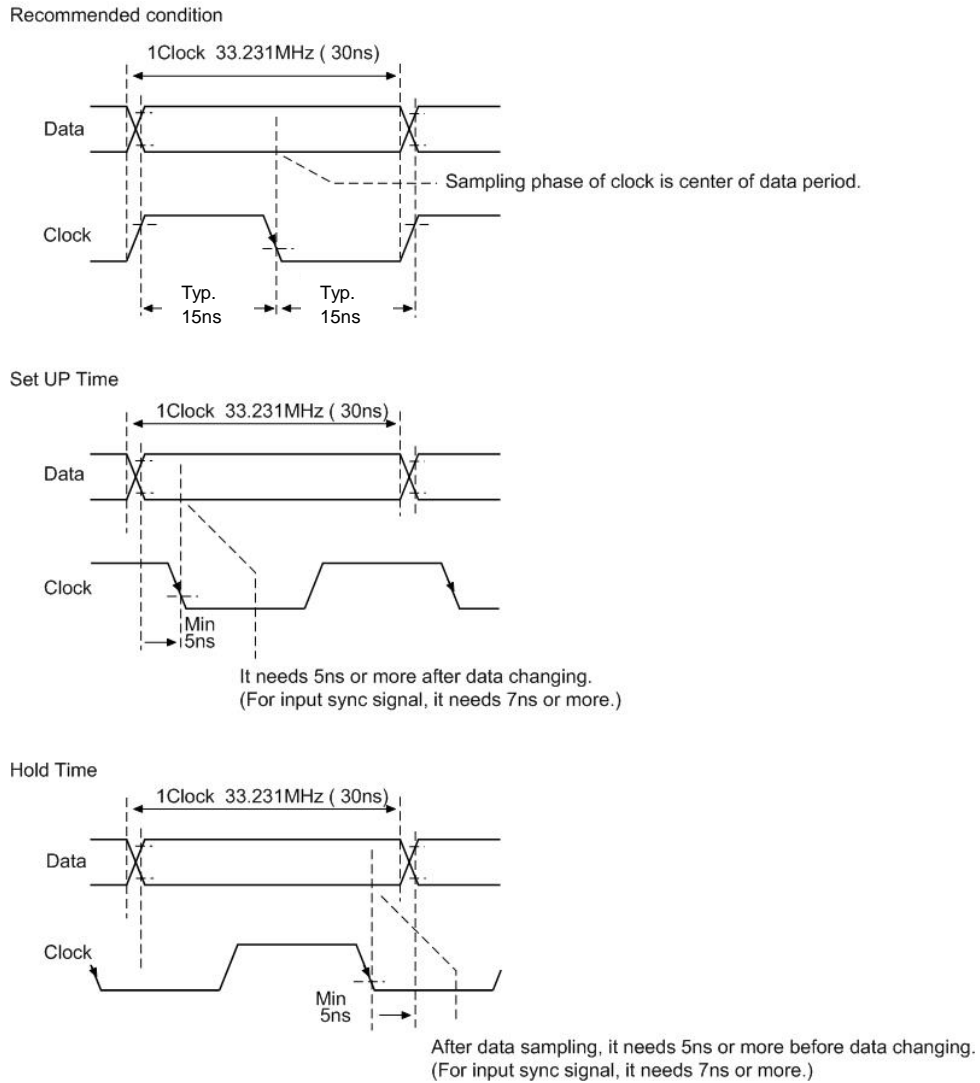 Recommended condition
1Clock 33.231MHz ( 30ns)
Data
Sampling phase of clock is center of data period.
Clock
Typ.
15ns
Typ.
15ns
Set UP Time
1Clock 33.231MHz ( 30ns)
Data
Clock
Min
5ns
It needs 5ns or more after data changing.
(For input sync signal, it needs 7ns or more.)
Hold Time
1Clock 33.231MHz ( 30ns)
Data
Clock
Min
5ns
After data sampling, it needs 5ns or more before data changing.
(For input sync signal, it needs 7ns or more.)